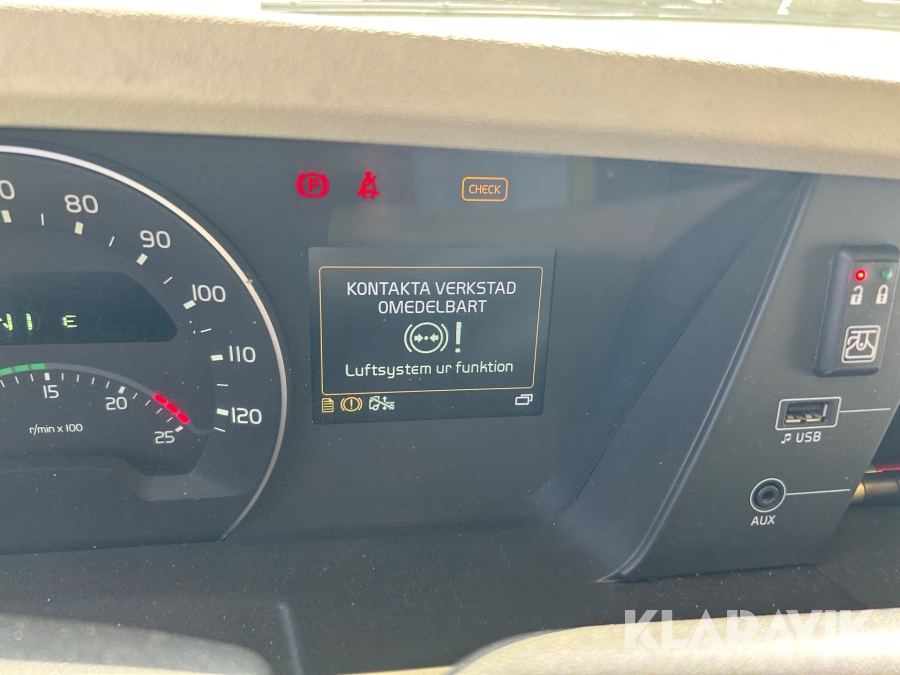 P
CHECK
80
90
100
110
120
15
20
25
r/min x 100
KONTAKTA VERKSTAD
OMEDELBART
!
Luftsystem ur funktion
USB
AUX
KLARAVIK